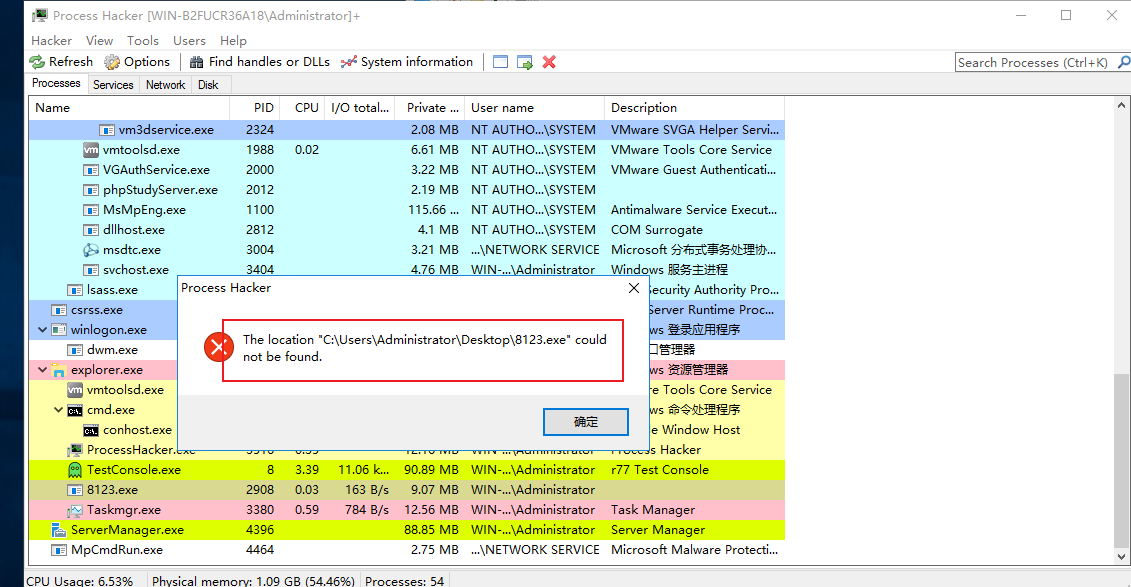 Process Hacker [WIN-B2FUCR36A18\Administrator]+
Hacker View Tools Users Help
Refresh Options Find handles or DLLs System information Search Processes (Ctrl+K)
Processes Services Network Disk
Name PID CPU I/O total... Private ... User name Description
vm3dservice.exe 2324 2.08 MB NT AUTHO...\SYSTEM VMware SVGA Helper Servi...
vmtoolsd.exe 1988 0.02 6.61 MB NT AUTHO...\SYSTEM VMware Tools Core Service
VGAuthService.exe 2000 3.22 MB NT AUTHO...\SYSTEM VMware Guest Authenticati...
phpStudyServer.exe 2012 2.19 MB NT AUTHO...\SYSTEM
MsMpEng.exe 1100 115.66 ... NT AUTHO...\SYSTEM Antimalware Service Execut...
dllhost.exe 2812 4.1 MB NT AUTHO...\SYSTEM COM Surrogate
msdtc.exe 3004 3.21 MB ...\NETWORK SERVICE Microsoft 分布式事务处理协...
svchost.exe 3404 4.76 MB WIN-...\Administrator Windows 服务主进程
lsass.exe Security Authority Pro...
csrss.exe Server Runtime Proc...
winlogon.exe ws 登录应用程序
dwm.exe 口管理器
explorer.exe ws 资源管理器
vmtoolsd.exe re Tools Core Service
cmd.exe ws 命令处理程序
conhost.exe e Window Host
Process Hacker
The location "C:\Users\Administrator\Desktop\8123.exe" could
not be found.
确定
ProcessHacker.exe Process Hacker
TestConsole.exe 8 3.39 11.06 k... 90.89 MB WIN-...\Administrator r77 Test Console
8123.exe 2908 0.03 163 B/s 9.07 MB WIN-...\Administrator
Taskmgr.exe 3380 0.59 784 B/s 12.56 MB WIN-...\Administrator Task Manager
ServerManager.exe 4396 88.85 MB WIN-...\Administrator Server Manager
MpCmdRun.exe 4464 2.75 MB ...\NETWORK SERVICE Microsoft Malware Protecti...
CPU Usage: 6.53% Physical memory: 1.09 GB (54.46%) Processes: 54